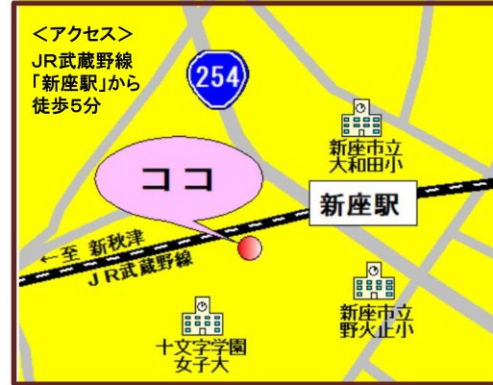 ＜アクセス＞
JR武蔵野線
「新座駅」から
徒歩5分
254
新座市立
大和田小
ココ
新座駅
←至 新秋津
JR武蔵野線
新座市立
野火止小
十文字学園
女子大